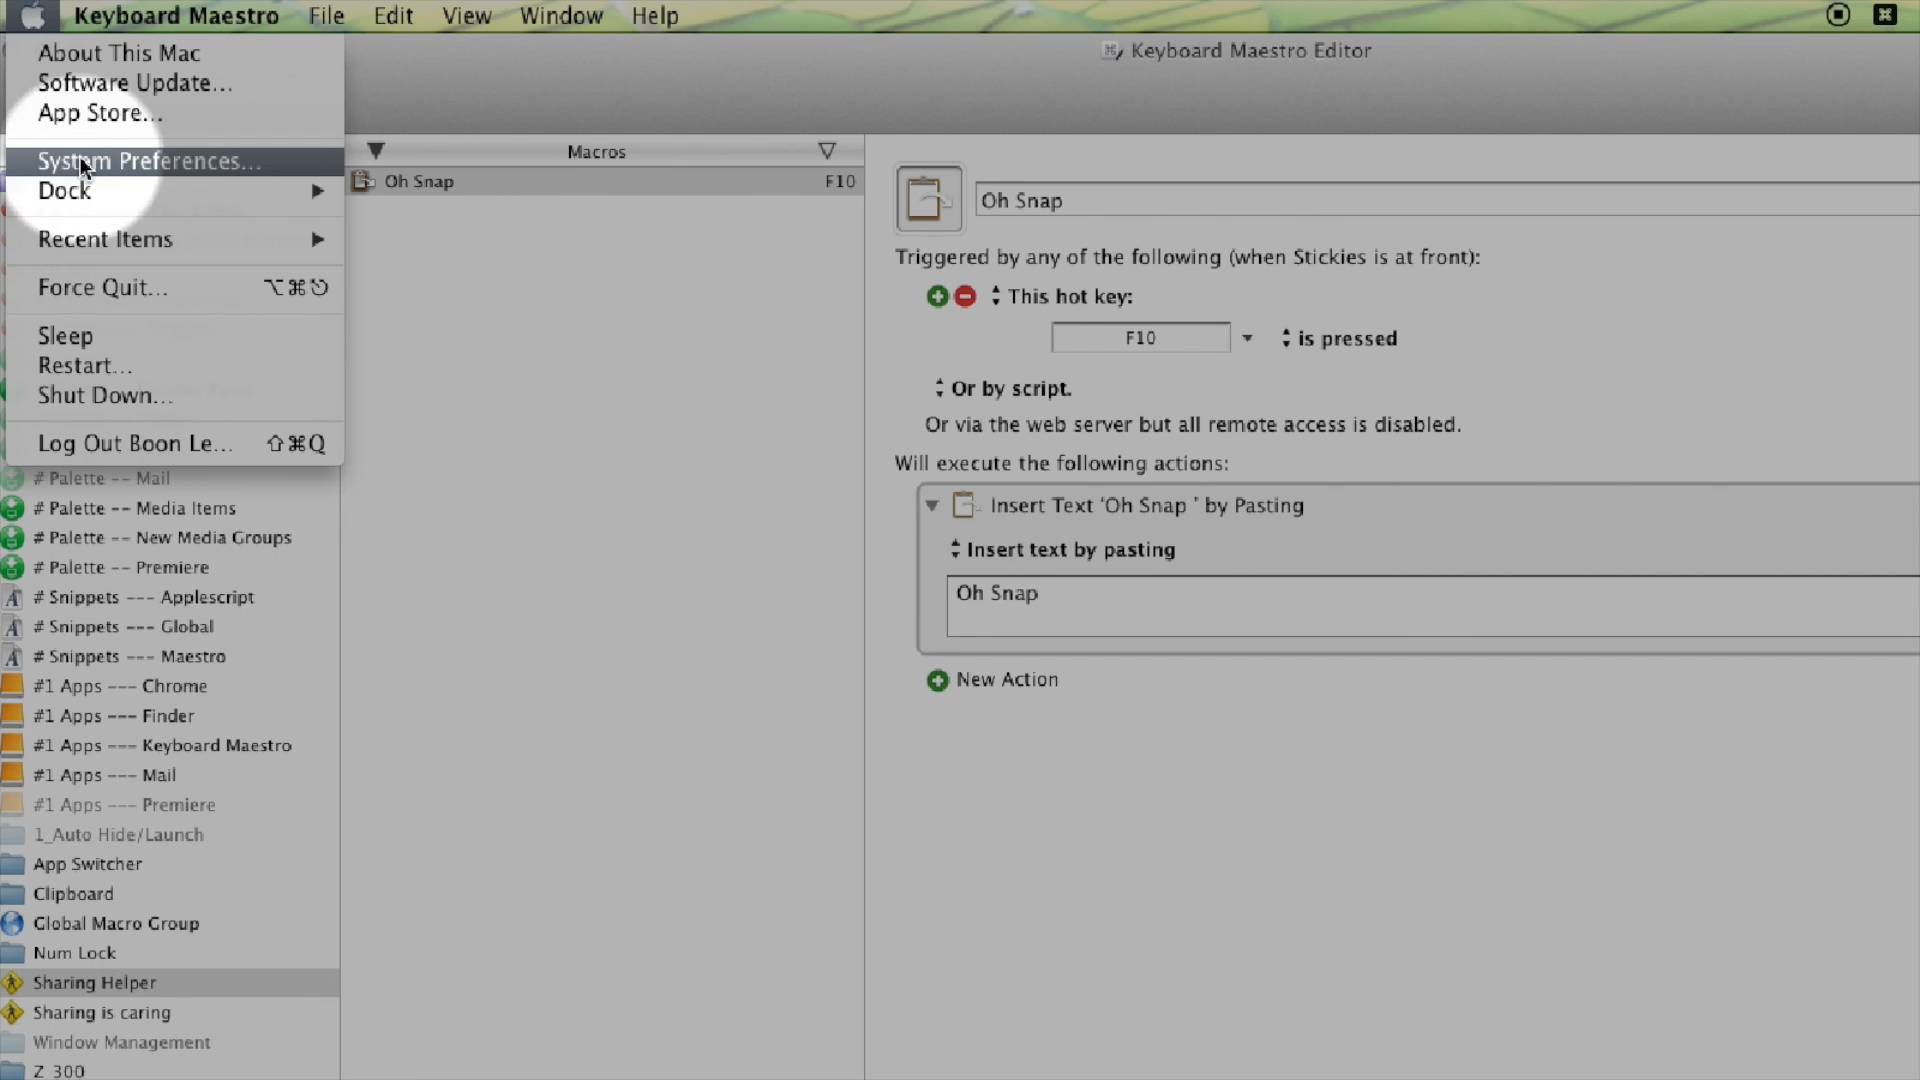 Keyboard Maestro File Edit View Window Help
Keyboard Maestro Editor
About This Mac
Software Update...
App Store...
System Preferences...
Dock
Recent Items
Force Quit... ⌥⌘⎋
Sleep
Restart...
Shut Down...
Log Out Boon Le... ⇧⌘Q
# Palette -- Mail
# Palette -- Media Items
# Palette -- New Media Groups
# Palette -- Premiere
# Snippets --- Applescript
# Snippets --- Global
# Snippets --- Maestro
#1 Apps --- Chrome
#1 Apps --- Finder
#1 Apps --- Keyboard Maestro
#1 Apps --- Mail
#1 Apps --- Premiere
1_Auto Hide/Launch
App Switcher
Clipboard
Global Macro Group
Num Lock
Sharing Helper
Sharing is caring
Window Management
Z_300
Macros
Oh Snap F10
Oh Snap
Triggered by any of the following (when Stickies is at front):
This hot key:
F10 is pressed
Or by script.
Or via the web server but all remote access is disabled.
Will execute the following actions:
Insert Text 'Oh Snap ' by Pasting
Insert text by pasting
Oh Snap
New Action